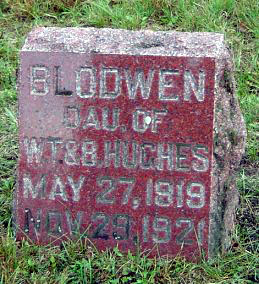 BLODWEN
DAU. OF
W.T.&B. HUGHES
MAY 27, 1919
NOV. 29, 1921